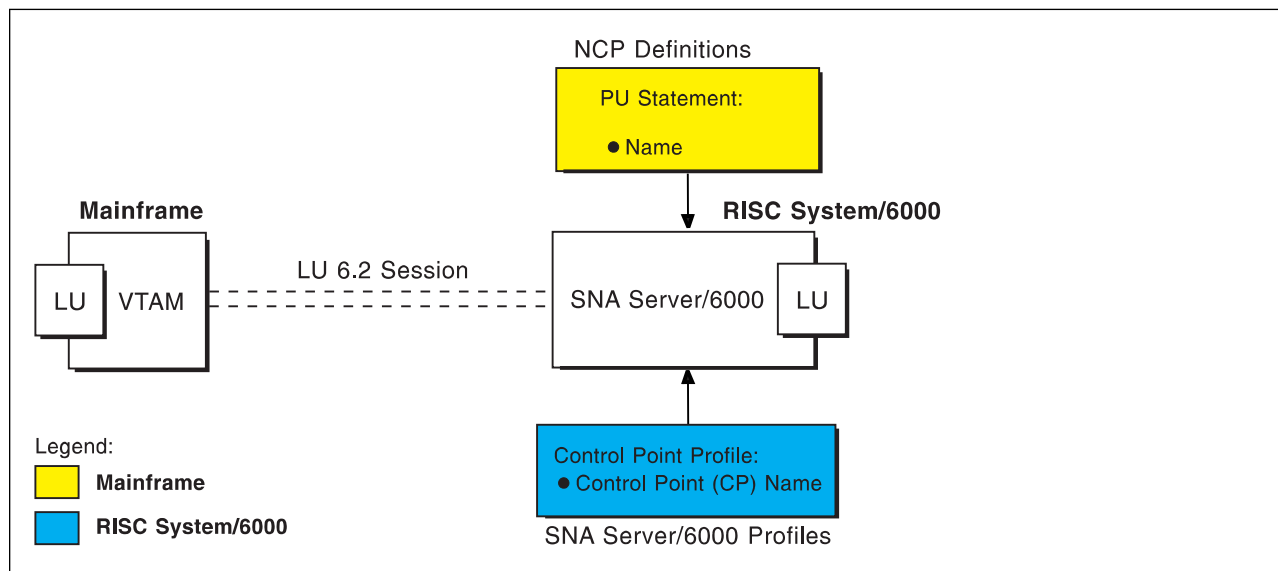 NCP Definitions
PU Statement:
● Name
Mainframe
RISC System/6000
LU 6.2 Session
LU
VTAM
SNA Server/6000
LU
Legend:
Mainframe
RISC System/6000
Control Point Profile:
● Control Point (CP) Name
SNA Server/6000 Profiles